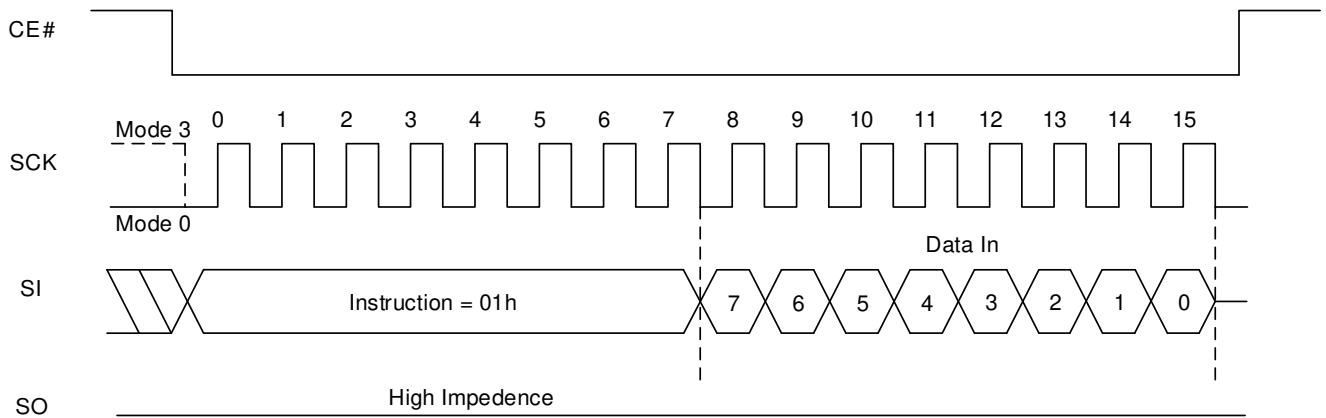 CE#
Mode 3
0 1 2 3 4 5 6 7 8 9 10 11 12 13 14 15
SCK
Mode 0
Data In
SI
Instruction = 01h
7 6 5 4 3 2 1 0
High Impedence
SO